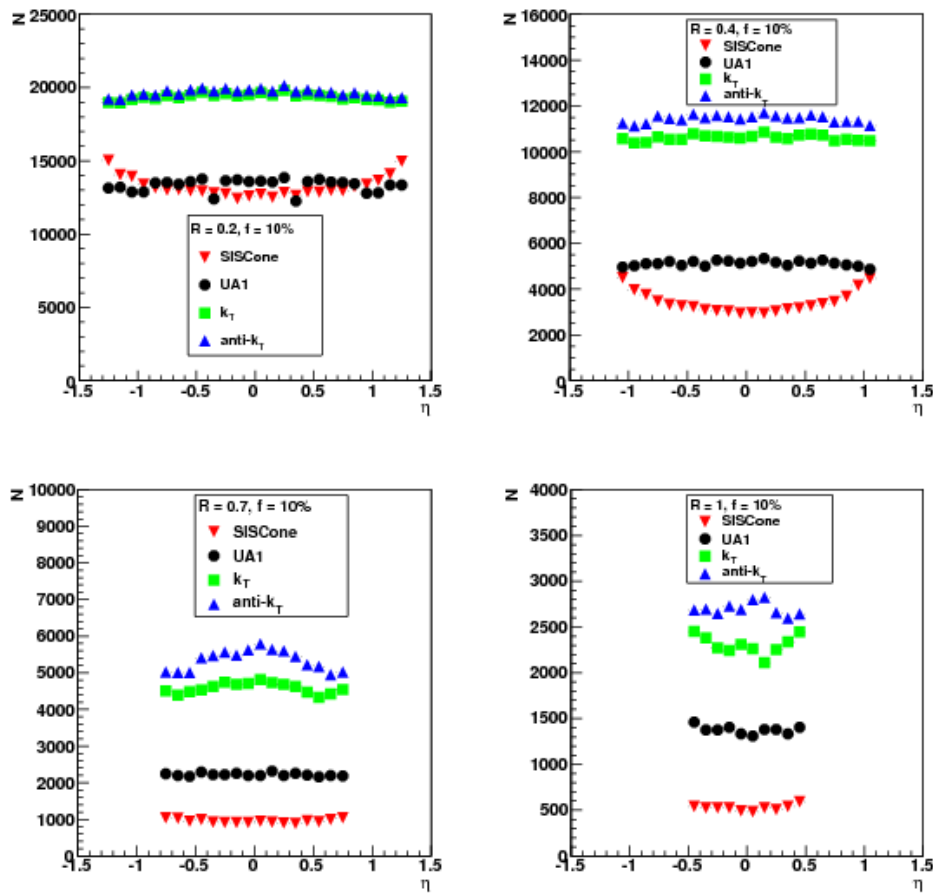 N
25000
20000
15000
10000
5000
0
R = 0.2, f = 10%
SISCone
UA1
k_T
anti-k_T
-1.5 -1 -0.5 0 0.5 1 1.5
η
N
16000
14000
12000
10000
8000
6000
4000
2000
0
R = 0.4, f = 10%
SISCone
UA1
k_T
anti-k_T
-1.5 -1 -0.5 0 0.5 1 1.5
η
N
10000
9000
8000
7000
6000
5000
4000
3000
2000
1000
0
R = 0.7, f = 10%
SISCone
UA1
k_T
anti-k_T
-1.5 -1 -0.5 0 0.5 1 1.5
η
N
4000
3500
3000
2500
2000
1500
1000
500
0
R = 1, f = 10%
SISCone
UA1
k_T
anti-k_T
-1.5 -1 -0.5 0 0.5 1 1.5
η